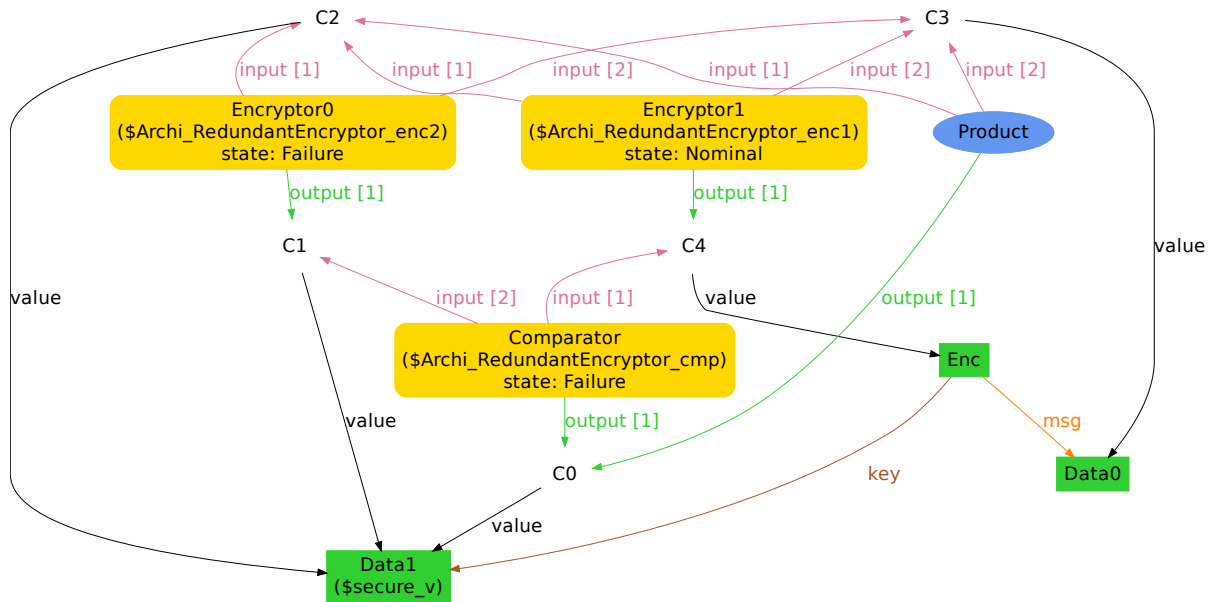 C2
C3
input [1]
input [1]
input [2]
input [1]
input [2]
input [2]
Encryptor0
($Archi_RedundantEncryptor_enc2)
state: Failure
Encryptor1
($Archi_RedundantEncryptor_enc1)
state: Nominal
Product
output [1]
output [1]
C1
C4
value
value
input [2]
input [1]
value
output [1]
Comparator
($Archi_RedundantEncryptor_cmp)
state: Failure
Enc
value
output [1]
msg
C0
key
Data0
value
Data1
($secure_v)